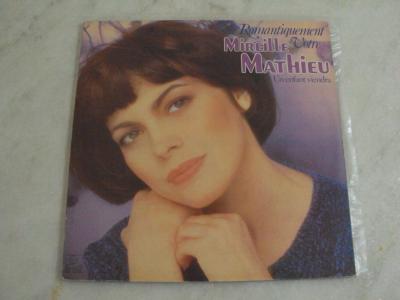 Romantiquement
Vôtre
Mireille
Mathieu
Un enfant viendra